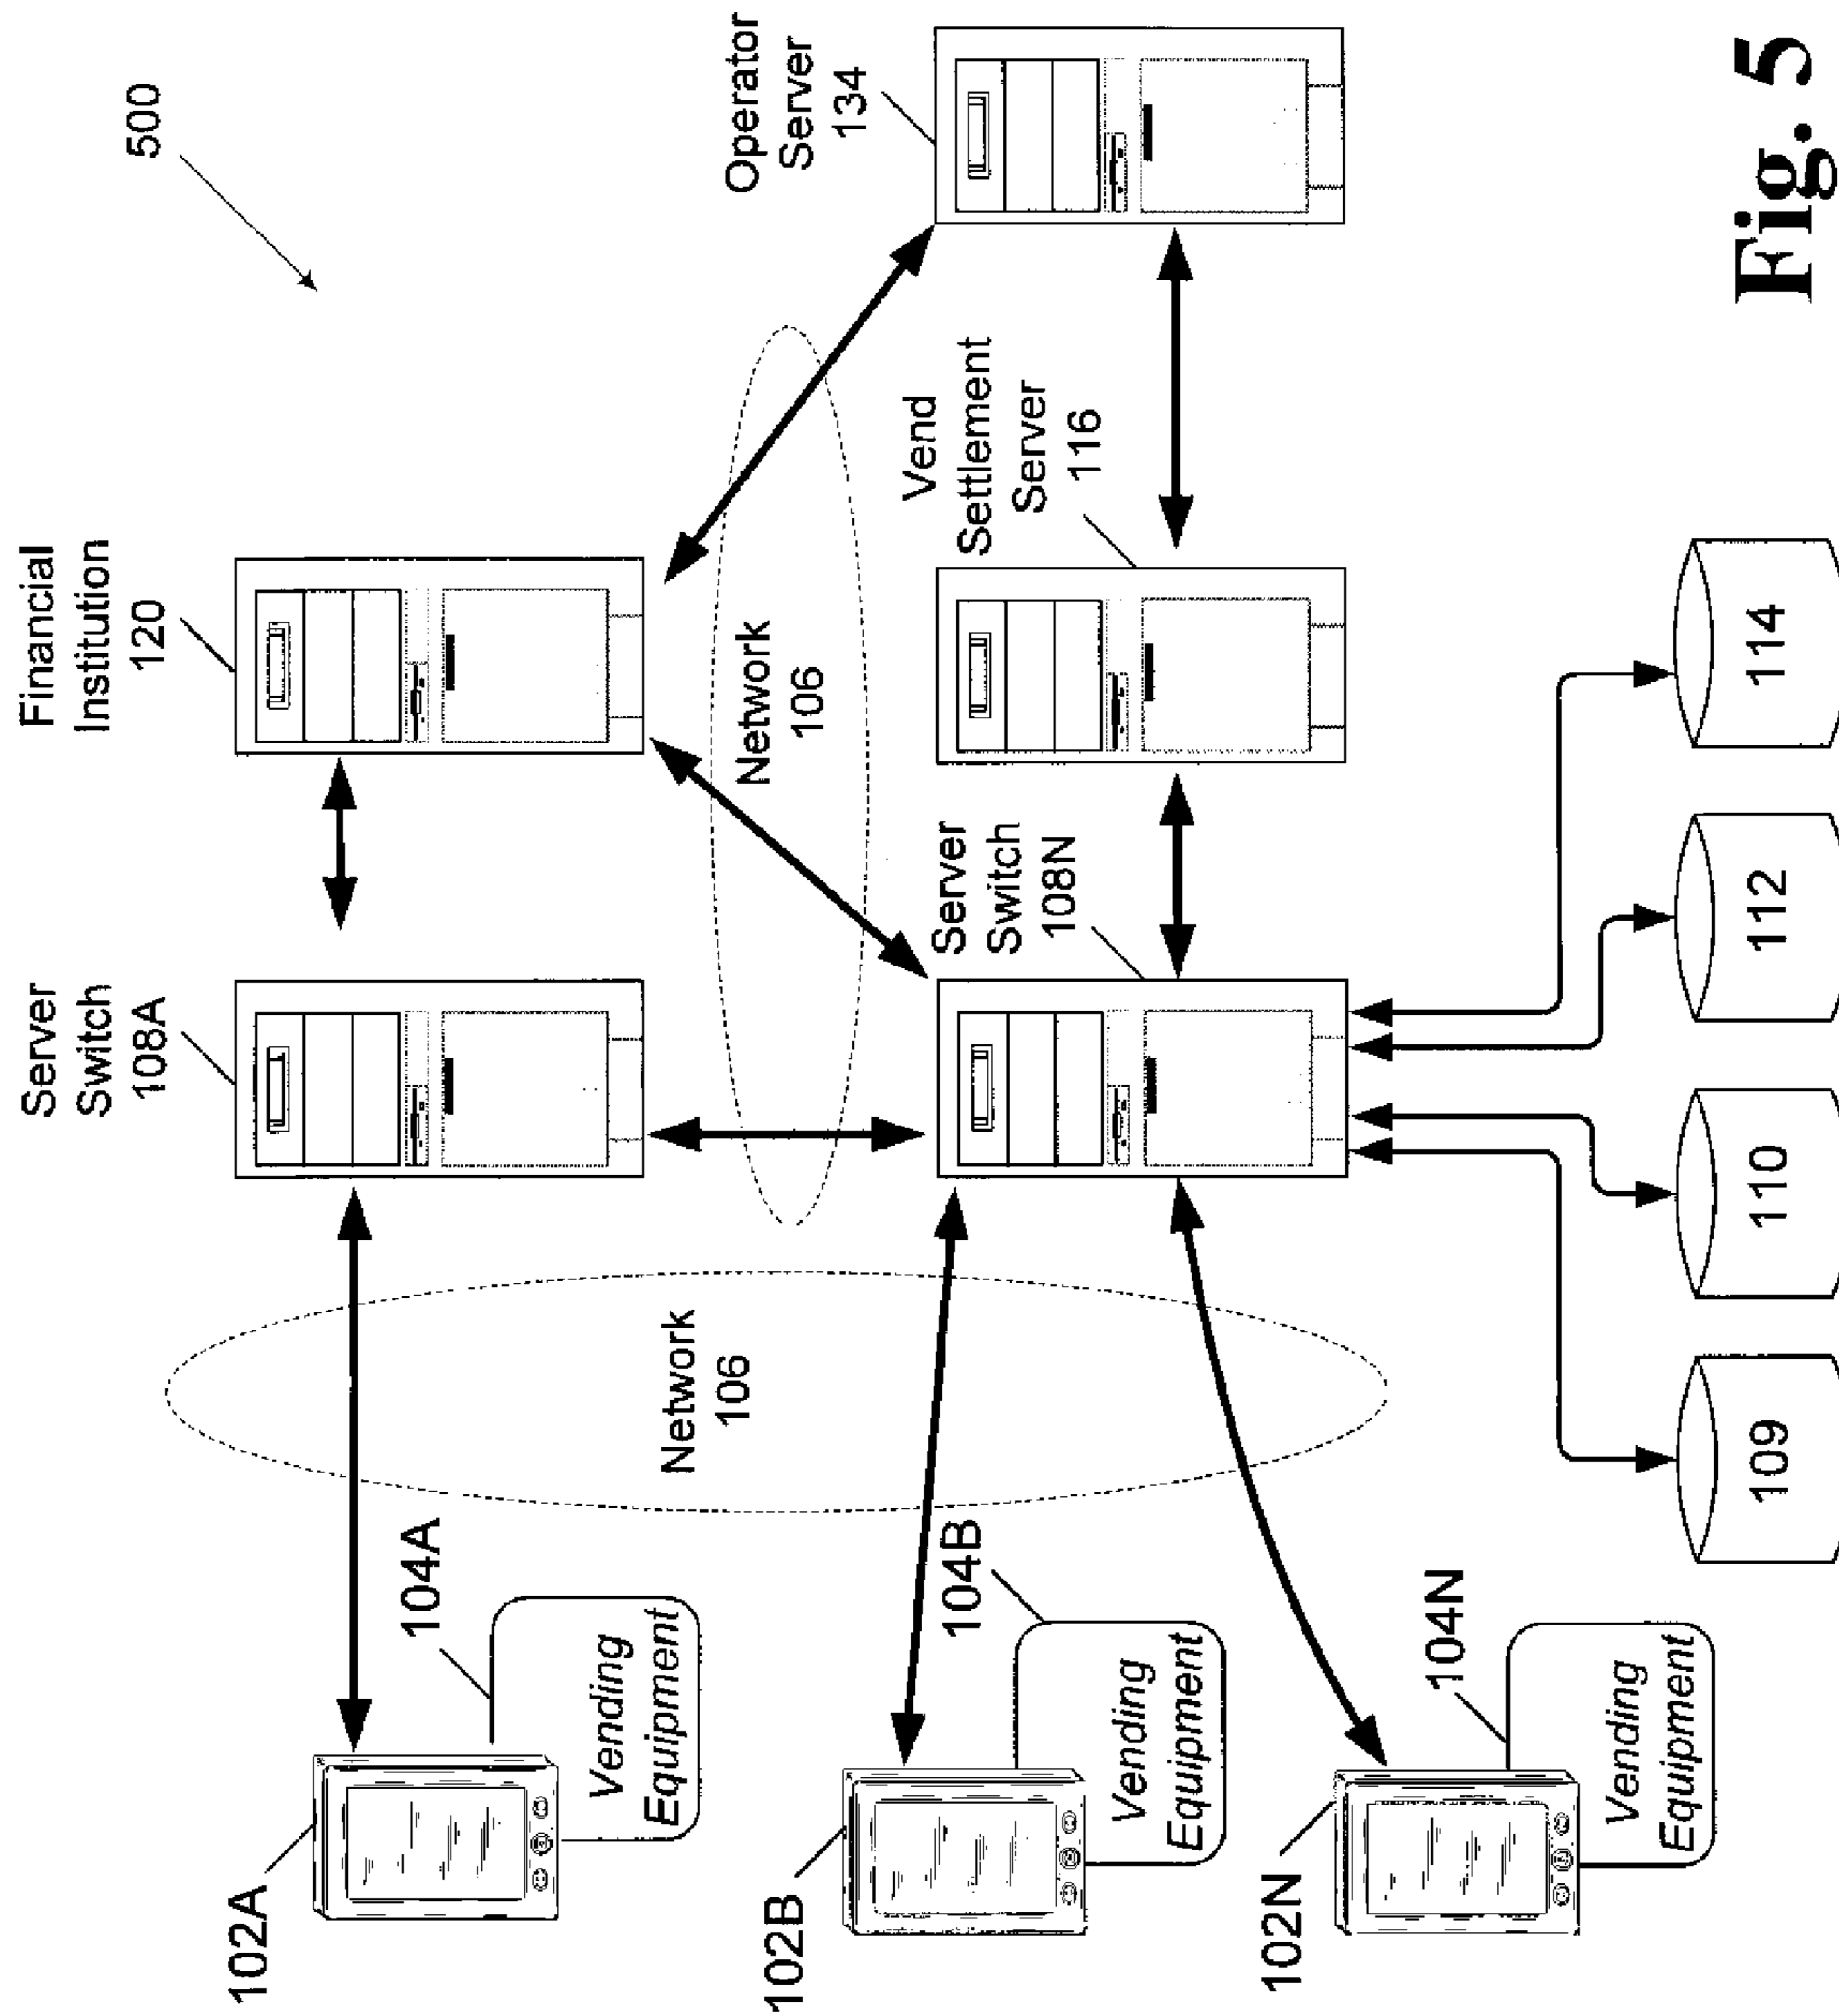 500
Server
Switch
108A
Financial
Institution
120
Operator
Server
134
102A
104A
Vending
Equipment
Network
106
Network
106
Server
Switch
108N
Vend
Settlement
Server
116
102B
104B
Vending
Equipment
102N
104N
Vending
Equipment
109
110
112
114
Fig. 5